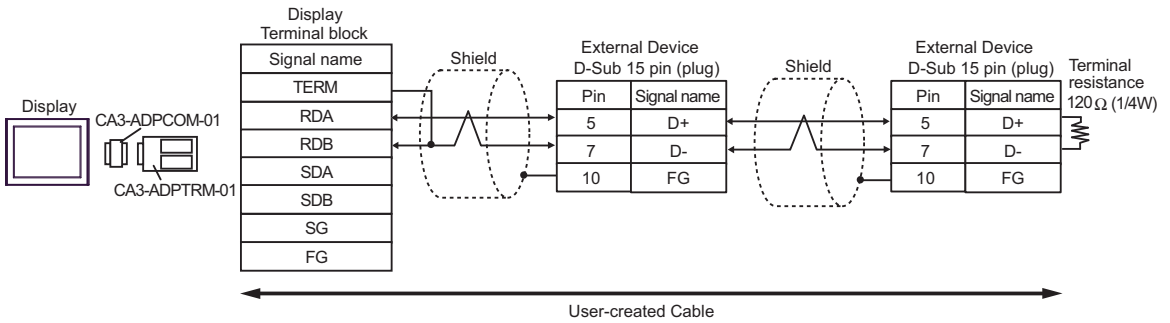 Display
CA3-ADPCOM-01
CA3-ADPTRM-01
Display
Terminal block
Signal name
TERM
RDA
RDB
SDA
SDB
SG
FG
Shield
External Device
D-Sub 15 pin (plug)
Pin Signal name
5 D+
7 D-
10 FG
Shield
External Device
D-Sub 15 pin (plug)
Pin Signal name
5 D+
7 D-
10 FG
Terminal
resistance
120 Ω (1/4W)
User-created Cable